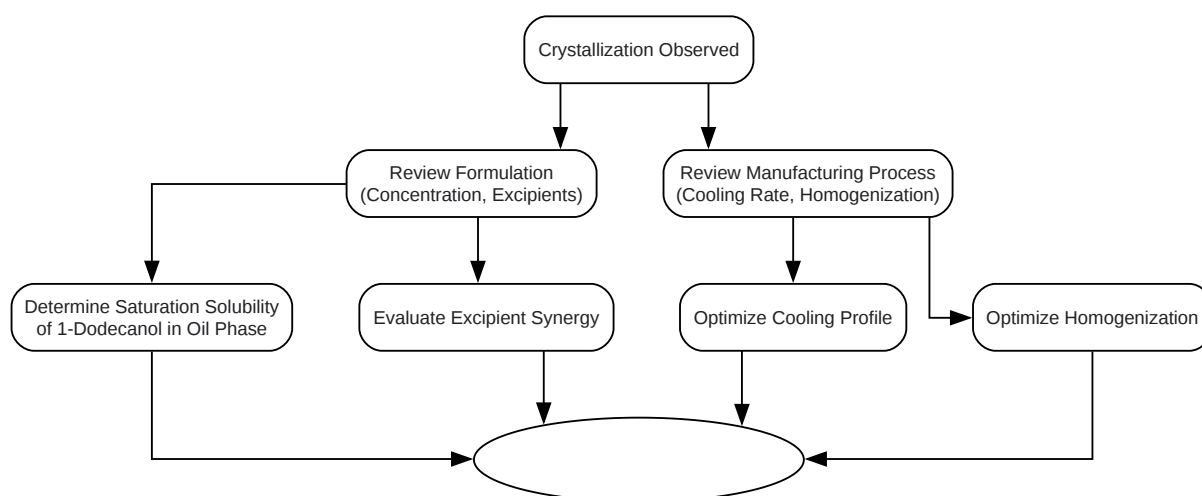 Crystallization Observed
Review Formulation
(Concentration, Excipients)
Review Manufacturing Process
(Cooling Rate, Homogenization)
Determine Saturation Solubility
of 1-Dodecanol in Oil Phase
Evaluate Excipient Synergy
Optimize Cooling Profile
Optimize Homogenization